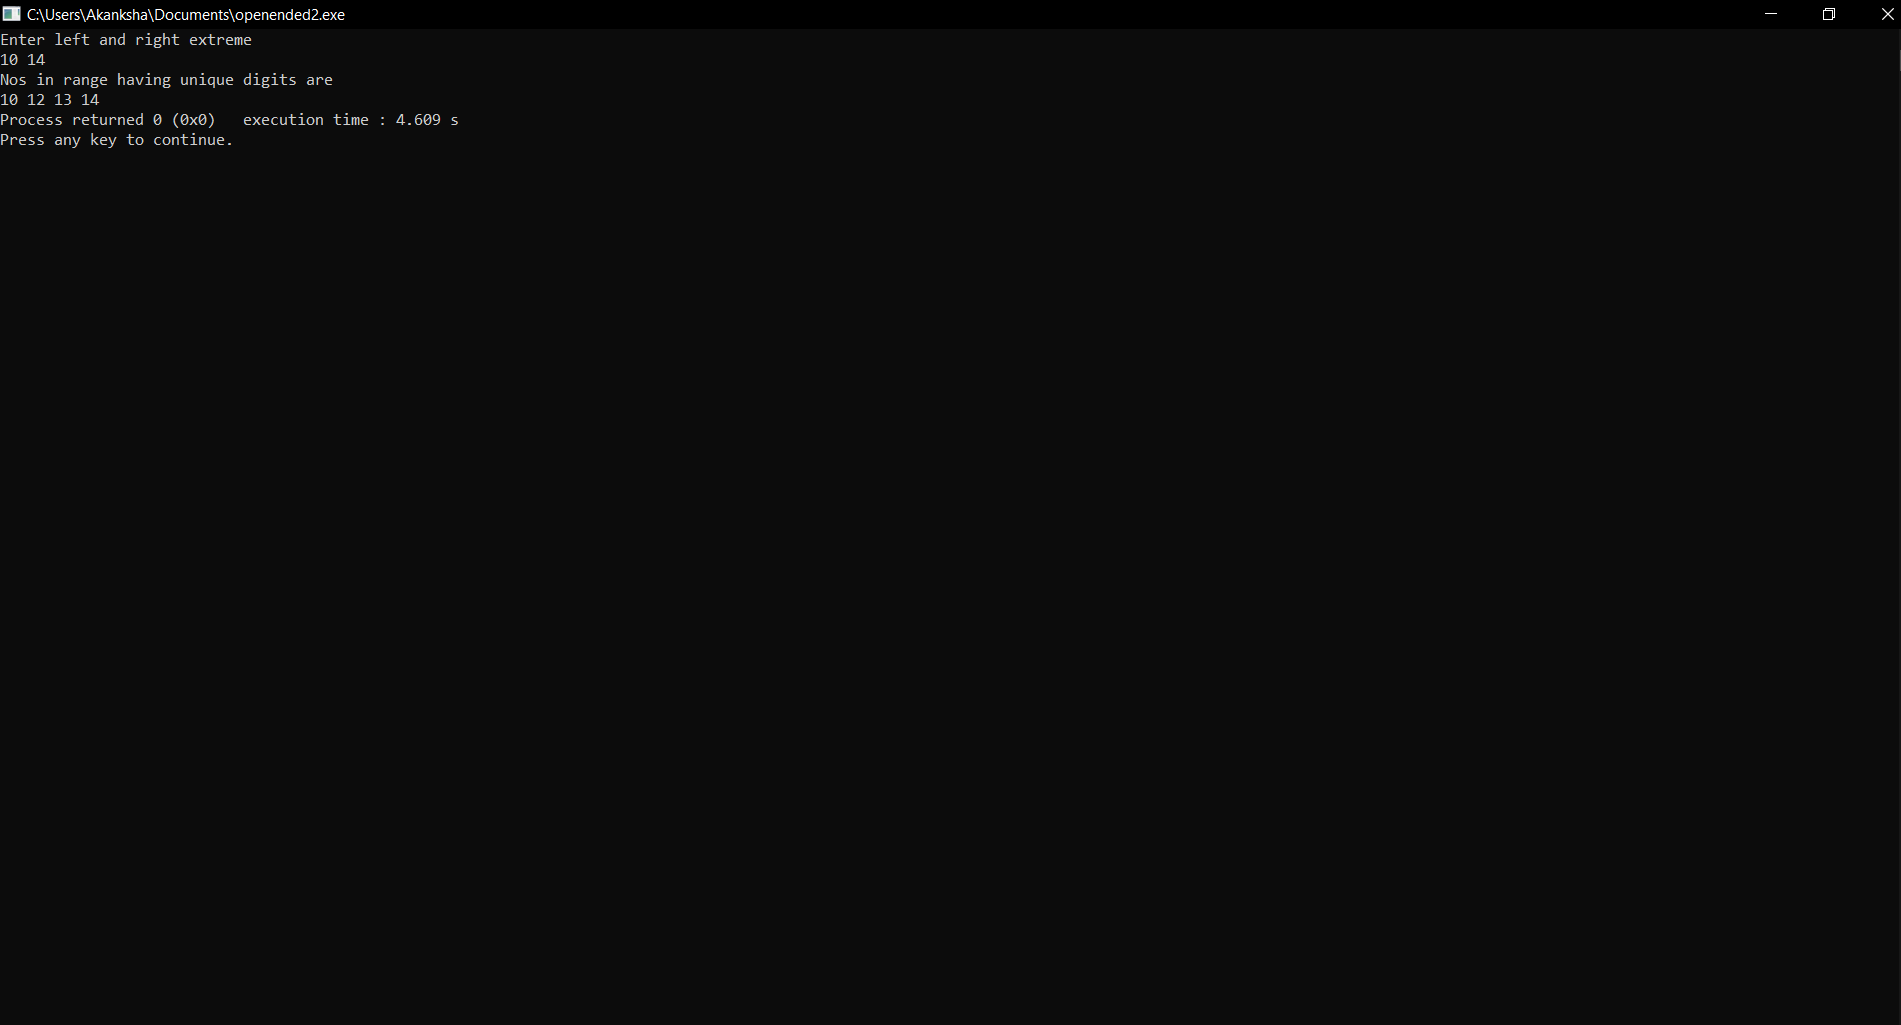 C:\Users\Akanksha\Documents\openended2.exe
Enter left and right extreme
10 14
Nos in range having unique digits are
10 12 13 14
Process returned 0 (0x0)   execution time : 4.609 s
Press any key to continue.